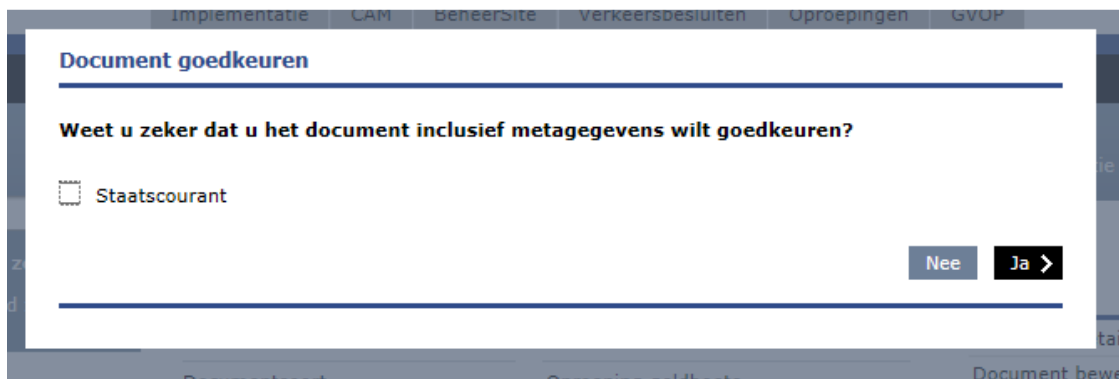 Implementatie CAM BeheerSite Verkeersbesluiten Oproepingen GVOP
Document goedkeuren
Weet u zeker dat u het document inclusief metagegevens wilt goedkeuren?
Staatscourant
Nee Ja
Documentsoort
Document bewe